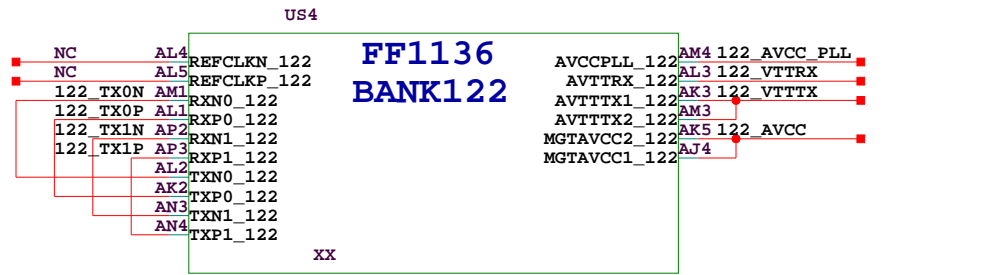 US4
FF1136
BANK122
NC AL4 REFCLKN_122
NC AL5 REFCLKP_122
122_TX0N AM1 RXN0_122
122_TX0P AL1 RXP0_122
122_TX1N AP2 RXN1_122
122_TX1P AP3 RXP1_122
AL2 TXN0_122
AK2 TXP0_122
AN3 TXN1_122
AN4 TXP1_122
AVCCPLL_122 AM4 122_AVCC_PLL
AVTTRX_122 AL3 122_VTTRX
AVTTTX1_122 AK3 122_VTTTX
AVTTTX2_122 AM3
MGTAVCC2_122 AK5 122_AVCC
MGTAVCC1_122 AJ4
XX